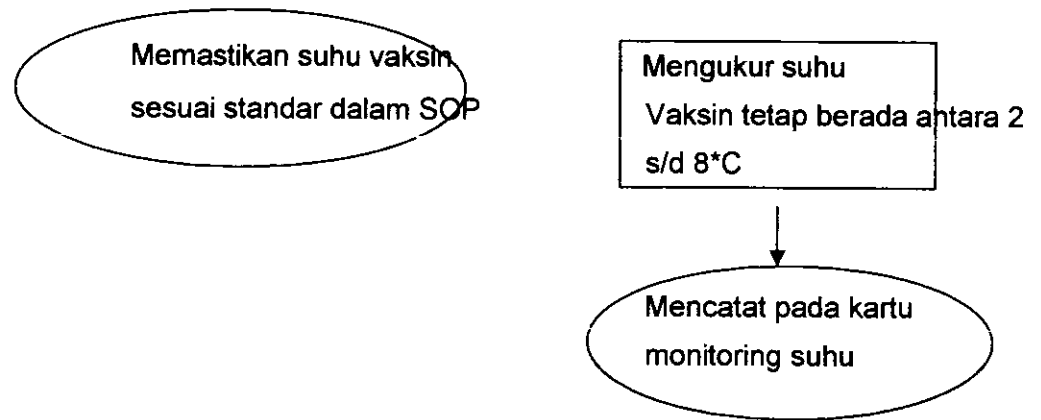 Memastikan suhu vaksin
sesuai standar dalam SOP
Mengukur suhu
Vaksin tetap berada antara 2
s/d 8*C
Mencatat pada kartu
monitoring suhu